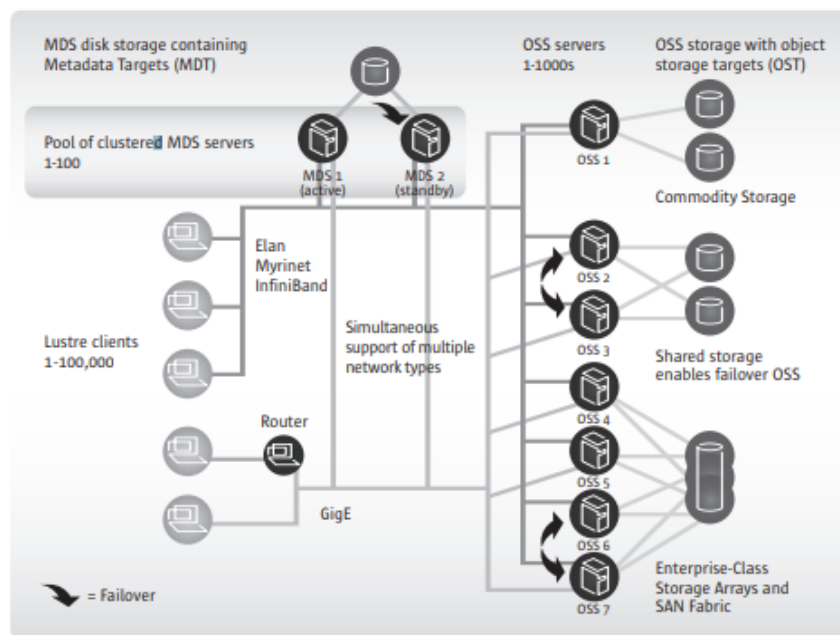 MDS disk storage containing
Metadata Targets (MDT)
OSS servers
1-1000s
OSS storage with object
storage targets (OST)
Pool of clustered MDS servers
1-100
MDS 1
(active)
MDS 2
(standby)
OSS 1
Commodity Storage
Elan
Myrinet
InfiniBand
OSS 2
Lustre clients
1-100,000
Simultaneous
support of multiple
network types
OSS 3
Shared storage
enables failover OSS
OSS 4
Router
OSS 5
GigE
OSS 6
Enterprise-Class
Storage Arrays and
SAN Fabric
= Failover
OSS 7